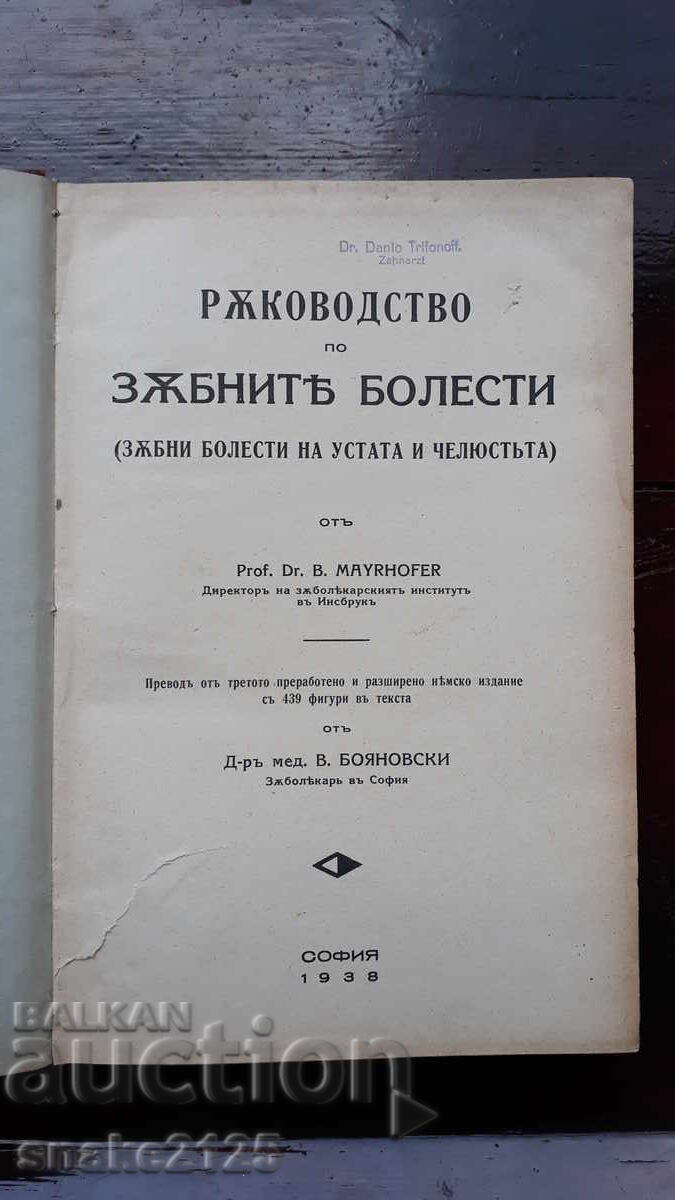 Dr. Danto Trifonoff.
Zahnarzt
РѪКОВОДСТВО
ПО
ЗѪБНИТѢ БОЛЕСТИ
(ЗѪБНИ БОЛЕСТИ НА УСТАТА И ЧЕЛЮСТЬТА)
ОТЪ
Prof. Dr. B. MAYRHOFER
Директоръ на зѫболѣкарскиятъ институтъ
въ Инсбрукъ
Преводъ отъ третото преработено и разширено нѣмско издание
съ 439 фигури въ текста
ОТЪ
Д-ръ мед. В. БОЯНОВСКИ
Зѫболѣкарь въ София
СОФИЯ
1938
BALKAN
auction
snake2125